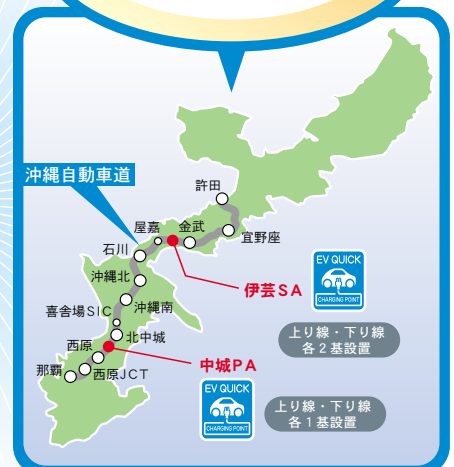 沖縄自動車道
許田
屋嘉
金武
宜野座
石川
伊芸SA
沖縄北
EV QUICK
CHARGING POINT
喜舎場SIC
沖縄南
上り線・下り線
各2基設置
北中城
西原
中城PA
那覇
西原JCT
EV QUICK
CHARGING POINT
上り線・下り線
各1基設置